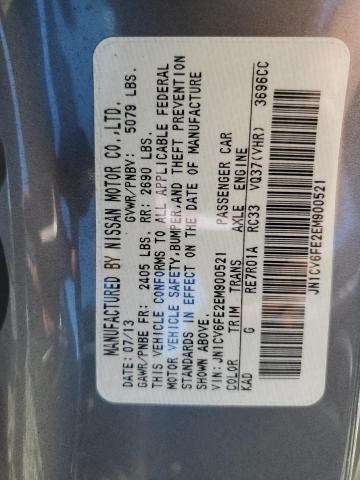 MANUFACTURED BY NISSAN MOTOR CO.,LTD.
DATE: 07/13 GVWR/PNBV: 5079 LBS.
GAWR/PNBE FR: 2405 LBS. RR: 2690 LBS.
THIS VEHICLE CONFORMS TO ALL APPLICABLE FEDERAL
MOTOR VEHICLE SAFETY,BUMPER,AND THEFT PREVENTION
STANDARDS IN EFFECT ON THE DATE OF MANUFACTURE
SHOWN ABOVE.
VIN: JN1CV6FE2EM900521 PASSENGER CAR
COLOR TRIM TRANS AXLE ENGINE
KAD G RE7R01A RC33 VQ37(VHR) 3696CC
JN1CV6FE2EM900521